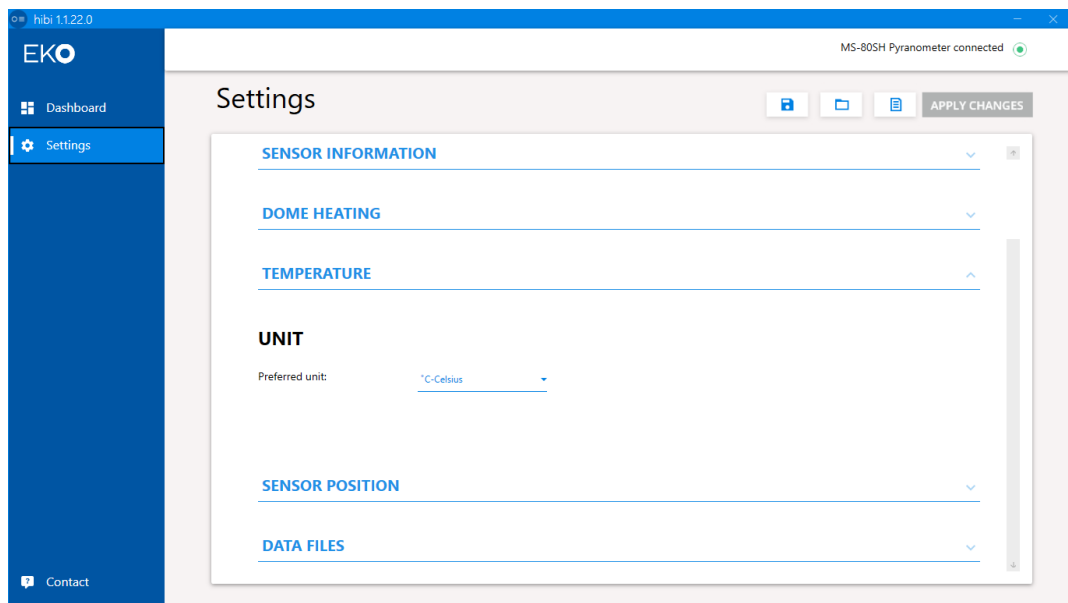 hibi 1.1.22.0
EKO
MS-80SH Pyranometer connected
Dashboard
Settings
Settings
APPLY CHANGES
SENSOR INFORMATION
DOME HEATING
TEMPERATURE
UNIT
Preferred unit:
°C-Celsius
SENSOR POSITION
DATA FILES
Contact